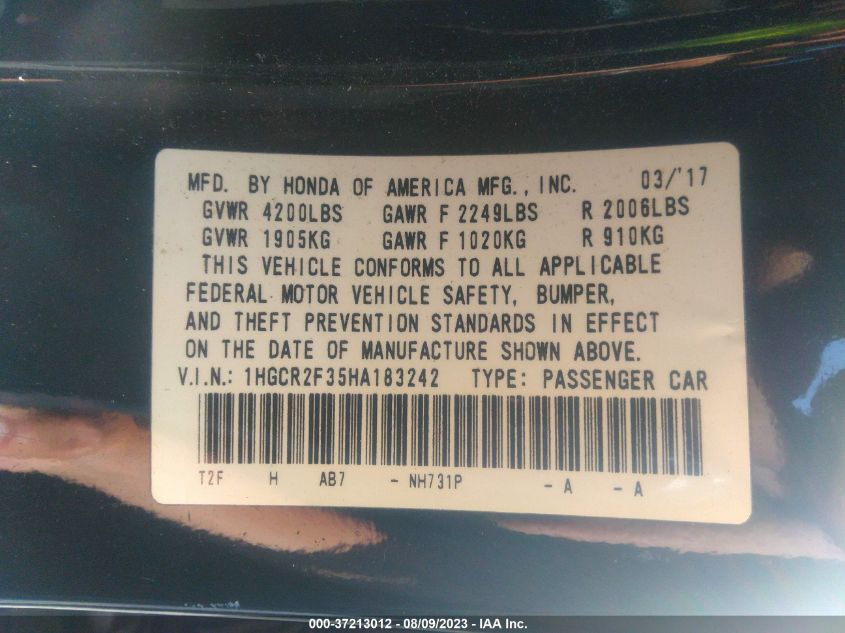 MFD. BY HONDA OF AMERICA MFG., INC. 03/'17
GVWR 4200LBS GAWR F 2249LBS R 2006LBS
GVWR 1905KG GAWR F 1020KG R 910KG
THIS VEHICLE CONFORMS TO ALL APPLICABLE
FEDERAL MOTOR VEHICLE SAFETY, BUMPER,
AND THEFT PREVENTION STANDARDS IN EFFECT
ON THE DATE OF MANUFACTURE SHOWN ABOVE.
V.I.N.: 1HGCR2F35HA183242 TYPE: PASSENGER CAR
T2F H AB7 - NH731P - A - A
000-37213012 - 08/09/2023 - IAA Inc.